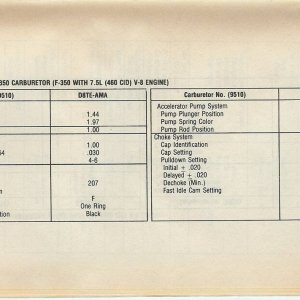 350 CARBURETOR (F-350 WITH 7.5L (460 CID) V-8 ENGINE)
9510) D8TE-AMA
1.44
1.97
1.00
1.00
64 .030
4-6
207
F
One Ring
Black
Carburetor No. (9510)
Accelerator Pump System
Pump Plunger Position
Pump Spring Color
Pump Rod Position
Choke System
Cap Identification
Cap Setting
Pulldown Setting
Initial ± .020
Delayed ± .020
Dechoke (Min.)
Fast Idle Cam Setting